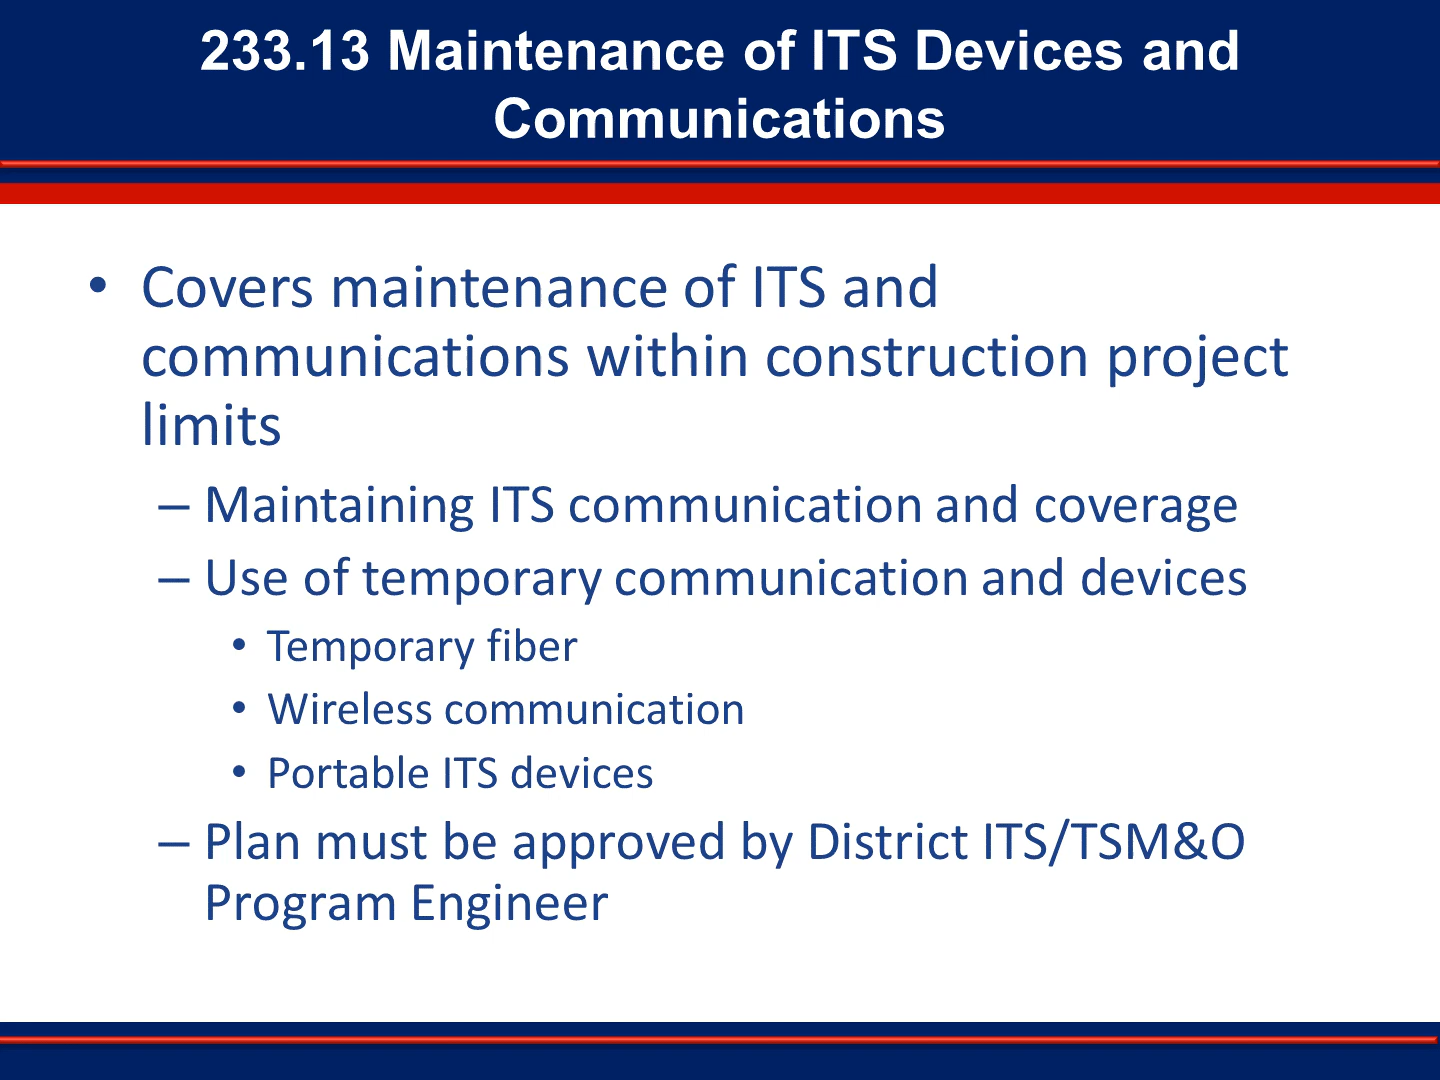 233.13 Maintenance of ITS Devices and
Communications
• Covers maintenance of ITS and
communications within construction project
limits
– Maintaining ITS communication and coverage
– Use of temporary communication and devices
• Temporary fiber
• Wireless communication
• Portable ITS devices
– Plan must be approved by District ITS/TSM&O
Program Engineer